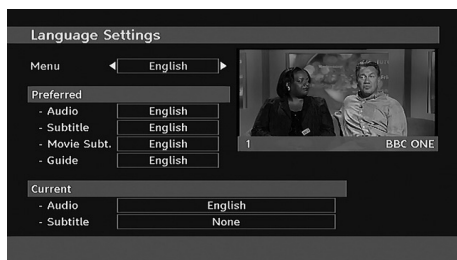 Language Settings
Menu English
Preferred
- Audio English
- Subtitle English
- Movie Subt. English
- Guide English
1 BBC ONE
Current
- Audio English
- Subtitle None